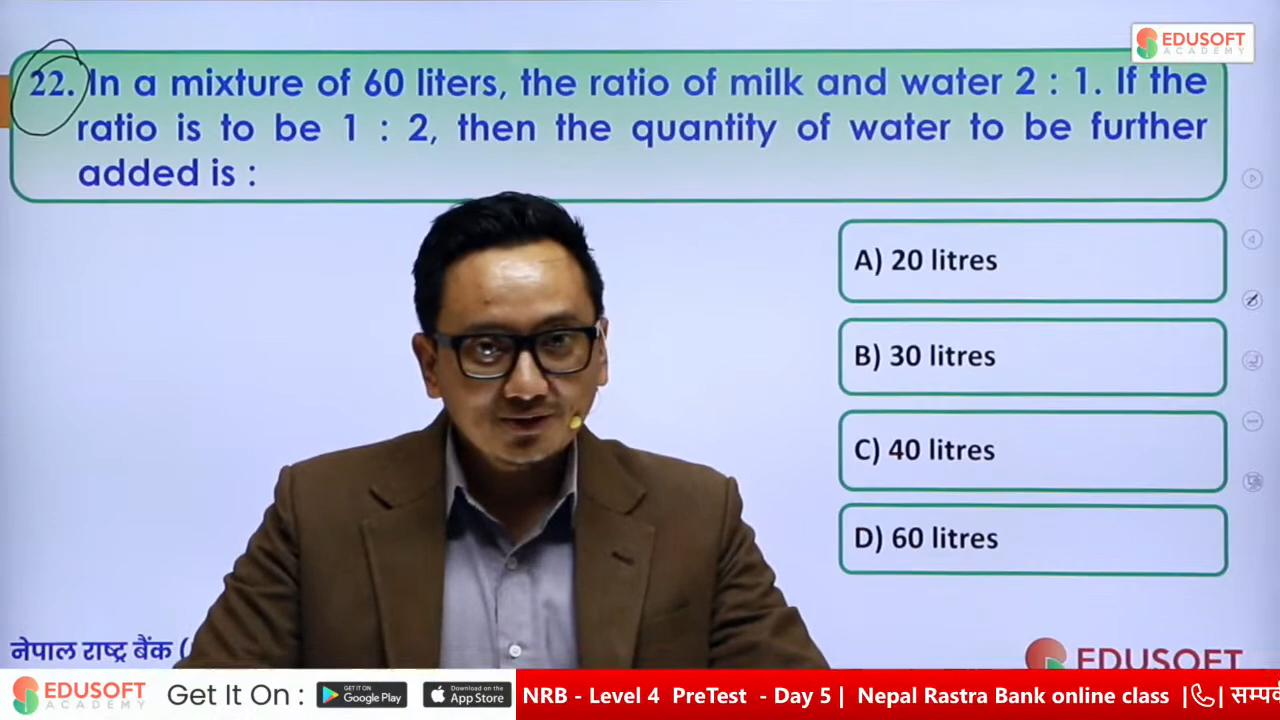 EDUSOFT
ACADEMY
22. In a mixture of 60 liters, the ratio of milk and water 2 : 1. If the
ratio is to be 1 : 2, then the quantity of water to be further
added is :
A) 20 litres
B) 30 litres
C) 40 litres
D) 60 litres
नेपाल राष्ट्र बैंक (
EDUSOFT
EDUSOFT
ACADEMY
Get It On :
GET IT ON
Google Play
Download on the
App Store
NRB - Level 4 PreTest - Day 5 | Nepal Rastra Bank online class | सम्पर्क